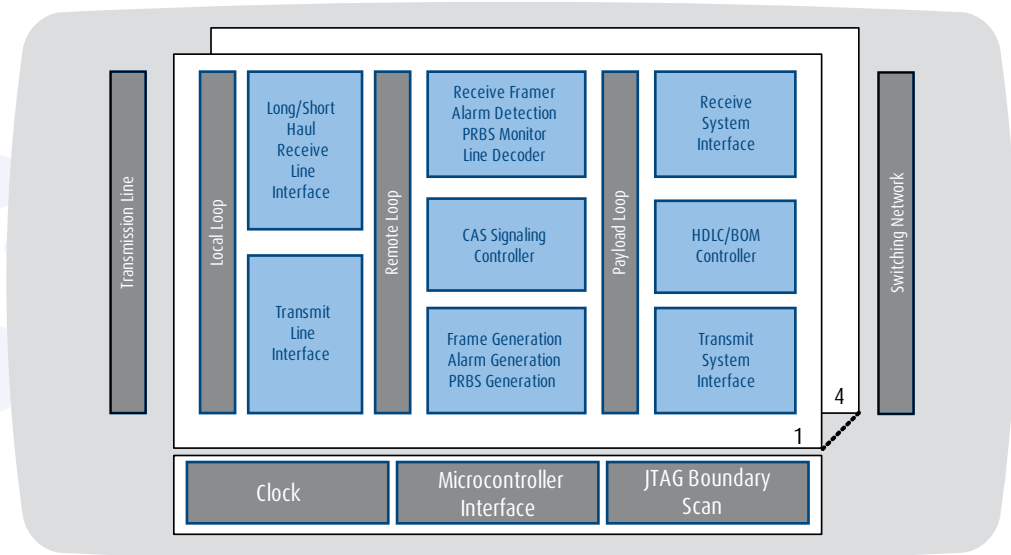 Transmission Line
Local Loop
Long/Short
Haul
Receive
Line
Interface
Transmit
Line
Interface
Remote Loop
Receive Framer
Alarm Detection
PRBS Monitor
Line Decoder
CAS Signaling
Controller
Frame Generation
Alarm Generation
PRBS Generation
Payload Loop
Receive
System
Interface
HDLC/BOM
Controller
Transmit
System
Interface
4
1
Switching Network
Clock
Microcontroller
Interface
JTAG Boundary
Scan